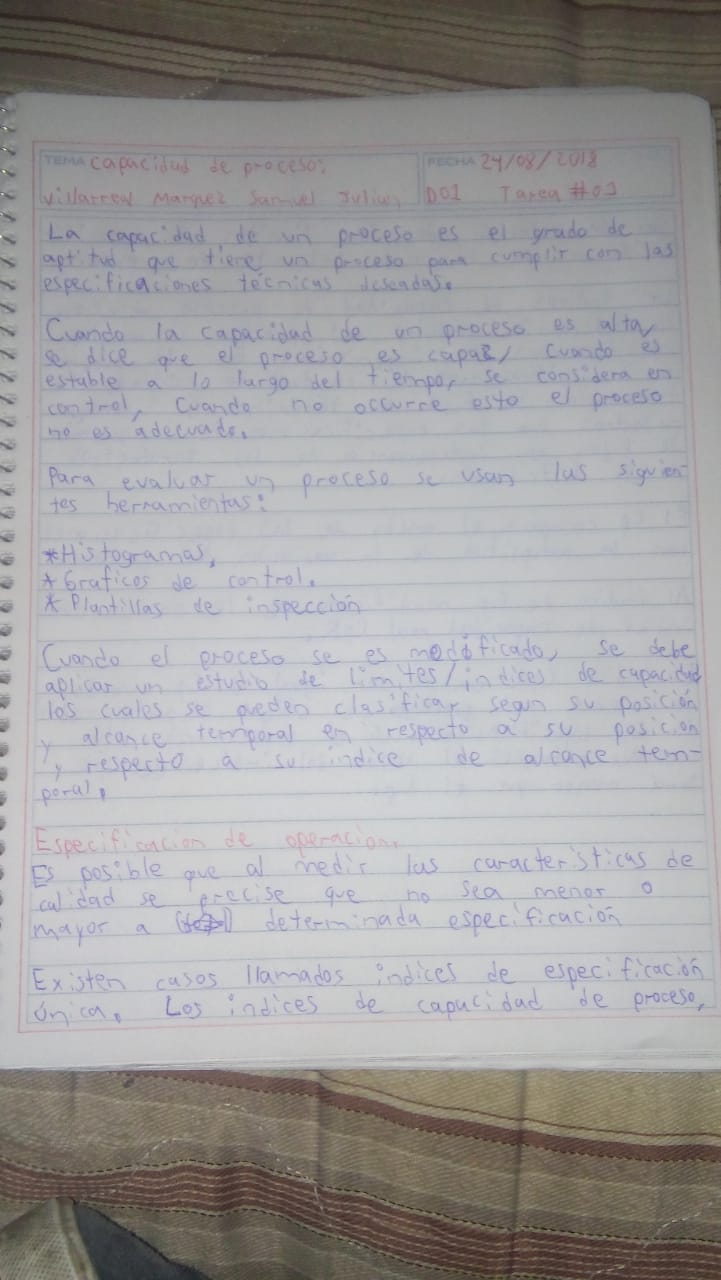 TEMA Capacidad de proceso:
FECHA 24/08/2018
Villarreal Marquez Samuel Julian
D01 Tarea #01
La capacidad de un proceso es el grado de
aptitud que tiene un proceso para cumplir con las
especificaciones técnicas deseadas.
Cuando la capacidad de un proceso es alta,
se dice que el proceso es capaz, Cuando es
estable a lo largo del tiempo, se considera en
control, Cuando no occurre esto el proceso
no es adecuado.
Para evaluar un proceso se usan las siguien-
tes herramientas:
*Histogramas.
* Graficos de control.
* Plantillas de inspección
Cuando el proceso se es modificado, se debe
aplicar un estudio de limites/indices de capacidad
los cuales se pueden clasificar segun su posición
y alcance temporal en respecto a su posicion
y respecto a su indice de alcance tem-
poral.
Especificacion de operacion.
Es posible que al medir las caracteristicas de
calidad se precise que no sea menor o
mayor a determinada especificación
Existen casos llamados indices de especificación
única. Los indices de capacidad de proceso,